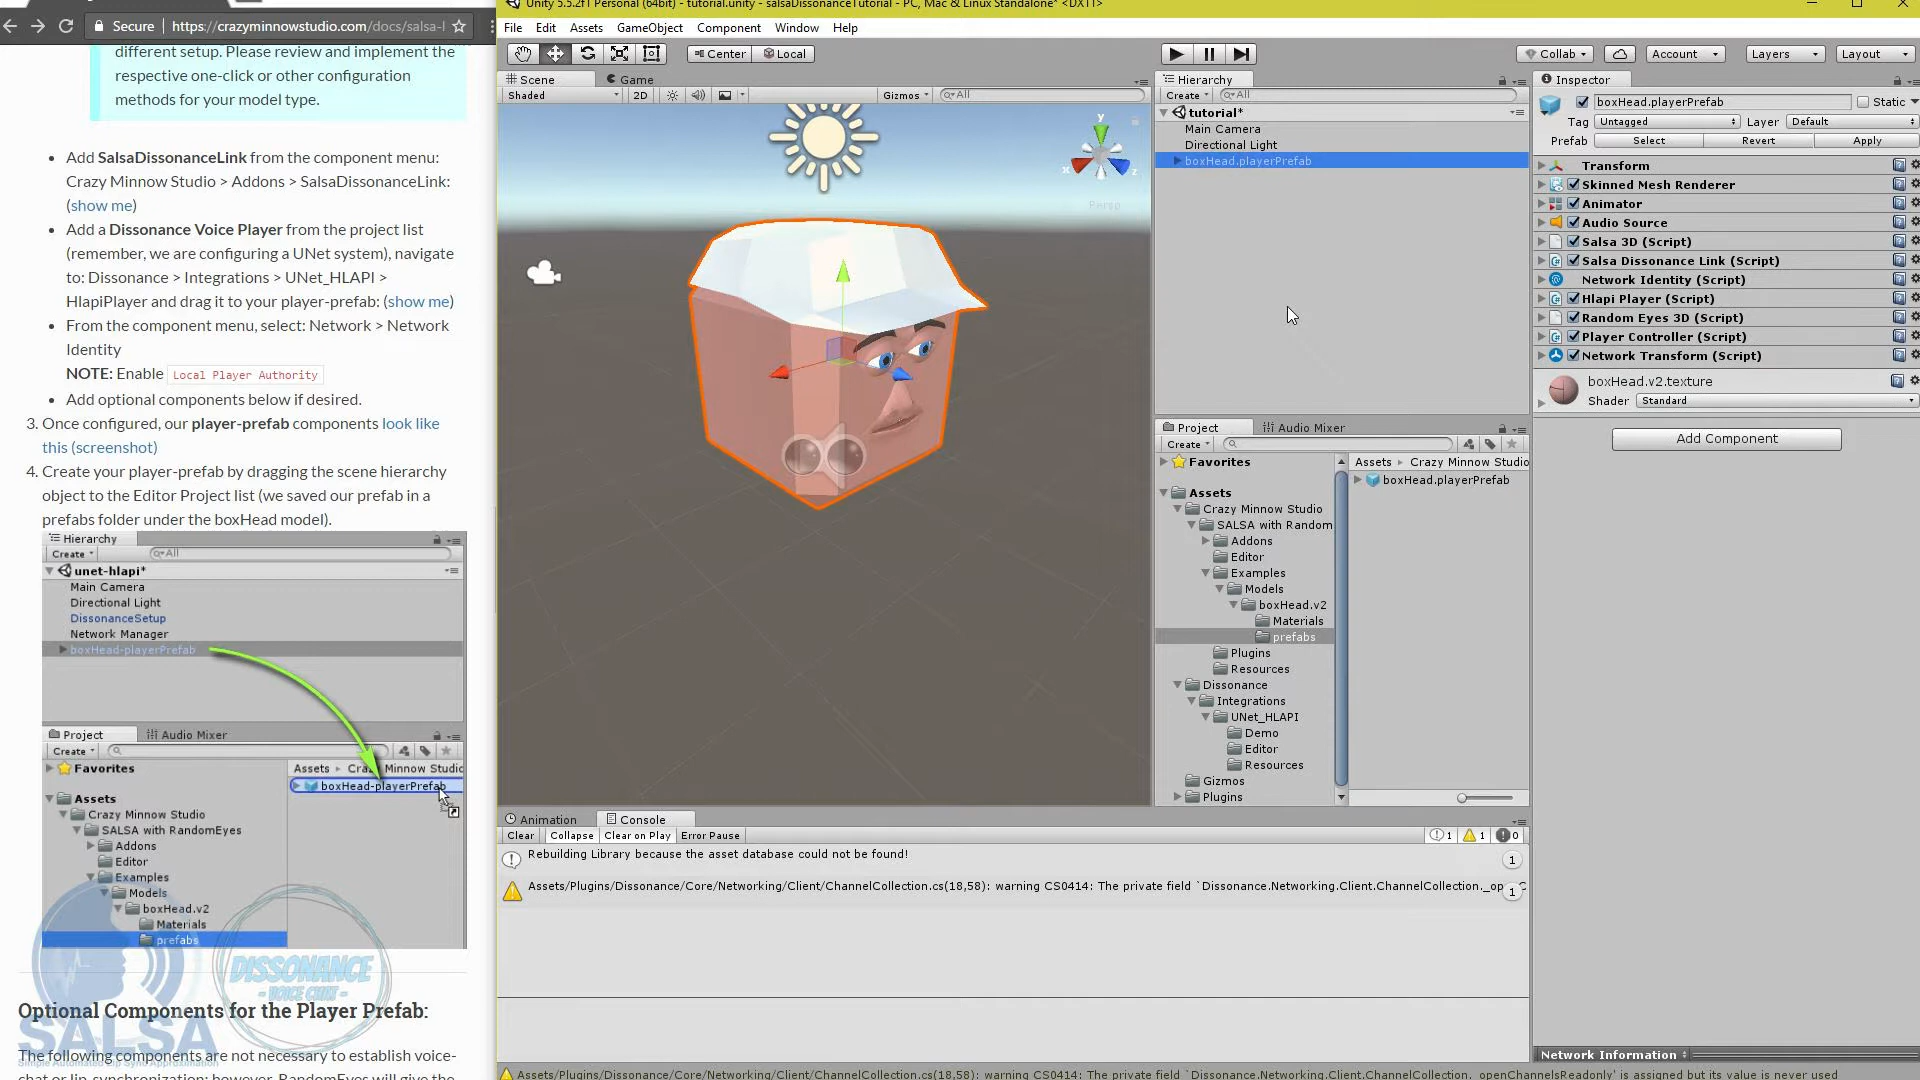 Secure
https://crazyminnowstudio.com/docs/salsa-l
different setup. Please review and implement the
respective one-click or other configuration
methods for your model type.
Add SalsaDissonanceLink from the component menu:
Crazy Minnow Studio > Addons > SalsaDissonanceLink:
(show me)
Add a Dissonance Voice Player from the project list
(remember, we are configuring a UNet system), navigate
to: Dissonance > Integrations > UNet_HLAPI >
HlapiPlayer and drag it to your player-prefab: (show me)
From the component menu, select: Network > Network
Identity
NOTE: Enable Local Player Authority
Add optional components below if desired.
3. Once configured, our player-prefab components look like
this (screenshot)
4. Create your player-prefab by dragging the scene hierarchy
object to the Editor Project list (we saved our prefab in a
prefabs folder under the boxHead model).
Hierarchy
Create
All
unet-hlapi*
Main Camera
Directional Light
DissonanceSetup
Network Manager
boxHead-playerPrefab
Project
Audio Mixer
Create
Favorites
Assets
Crazy Minnow Studio
SALSA with RandomEyes
Addons
Editor
Examples
Models
boxHead.v2
Materials
prefabs
Assets
Crazy Minnow Studio
boxHead-playerPrefab
DISSONANCE
- VOICE CHAT -
SALSA
Simple Automated Lip Sync Approximation
Optional Components for the Player Prefab:
The following components are not necessary to establish voice-
chat or lip-synchronization; however, RandomEyes will give the
Unity 5.5.2f1 Personal (64bit) - tutorial.unity - salsaDissonanceTutorial - PC, Mac & Linux Standalone* <DX11>
File Edit Assets GameObject Component Window Help
Center
Local
Collab
Account
Layers
Layout
Scene
Game
Shaded
2D
Gizmos
All
y
x
z
Persp
Hierarchy
Create
All
tutorial*
Main Camera
Directional Light
boxHead.playerPrefab
Project
Audio Mixer
Create
Favorites
Assets
Crazy Minnow Studio
SALSA with Random
Addons
Editor
Examples
Models
boxHead.v2
Materials
prefabs
Plugins
Resources
Dissonance
Integrations
UNet_HLAPI
Demo
Editor
Resources
Gizmos
Plugins
Assets
Crazy Minnow Studio
boxHead.playerPrefab
Inspector
boxHead.playerPrefab
Static
Tag
Untagged
Layer
Default
Prefab
Select
Revert
Apply
Transform
Skinned Mesh Renderer
Animator
Audio Source
Salsa 3D (Script)
Salsa Dissonance Link (Script)
Network Identity (Script)
Hlapi Player (Script)
Random Eyes 3D (Script)
Player Controller (Script)
Network Transform (Script)
boxHead.v2.texture
Shader
Standard
Add Component
Network Information
Animation
Console
Clear
Collapse
Clear on Play
Error Pause
1
1
0
Rebuilding Library because the asset database could not be found!
1
Assets/Plugins/Dissonance/Core/Networking/Client/ChannelCollection.cs(18,58): warning CS0414: The private field `Dissonance.Networking.Client.ChannelCollection._op
1
Assets/Plugins/Dissonance/Core/Networking/Client/ChannelCollection.cs(18,58): warning CS0414: The private field `Dissonance.Networking.Client.ChannelCollection._openChannelsReadonly' is assigned but its value is never used